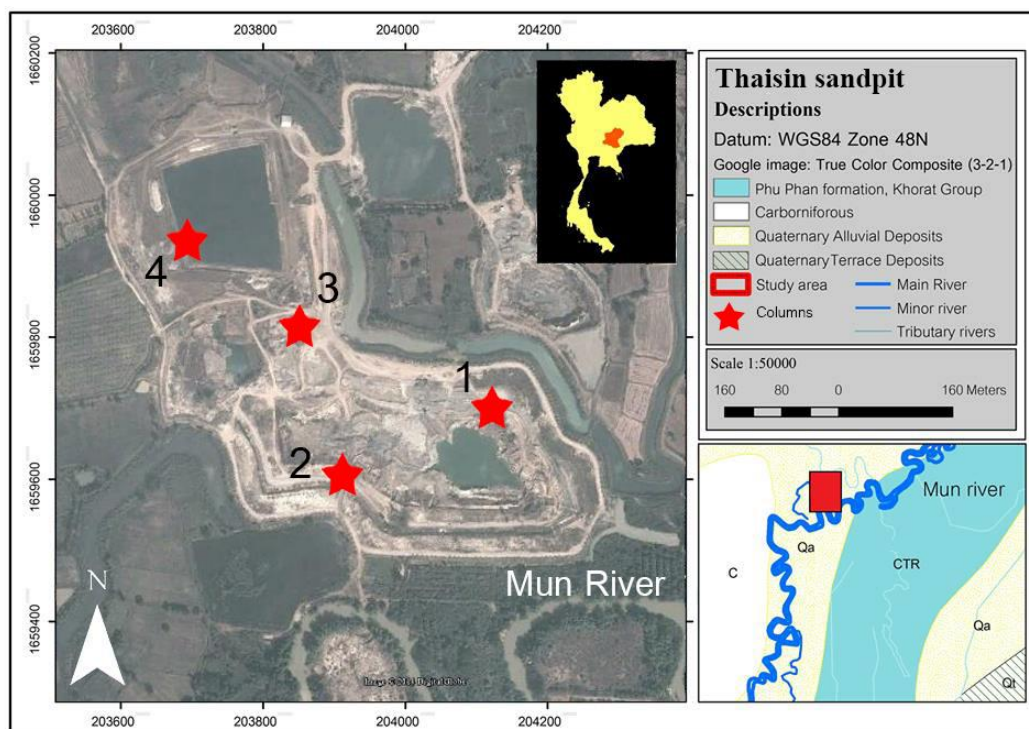 203600 203800 204000 204200
1660200
1660000
1659800
1659600
1659400
4
3
1
2
Mun River
N
Image © 2014 DigitalGlobe
203600 203800 204000 204200
Thaisin sandpit
Descriptions
Datum: WGS84 Zone 48N
Google image: True Color Composite (3-2-1)
Phu Phan formation, Khorat Group
Carborniforous
Quaternary Alluvial Deposits
Quaternary Terrace Deposits
Study area
Main River
Minor river
Columns
Tributary rivers
Scale 1:50000
160 80 0 160 Meters
Mun river
Qa
C
CTR
Qa
Qt